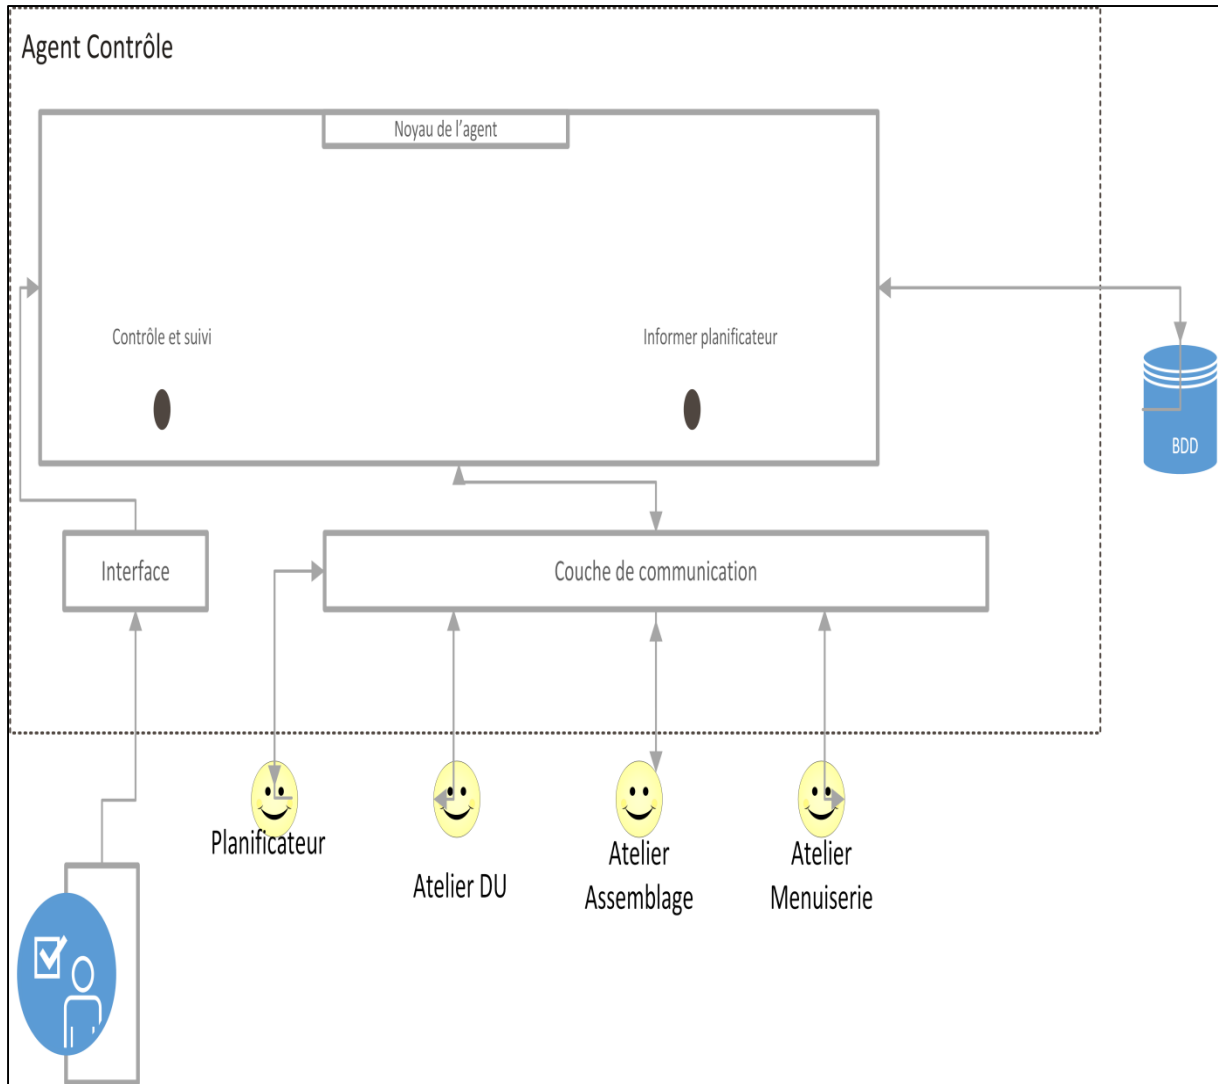 Agent Contrôle
Noyau de l'agent
Contrôle et suivi
Informer planificateur
BDD
Interface
Couche de communication
Planificateur
Atelier DU
Atelier
Assemblage
Atelier
Menuiserie